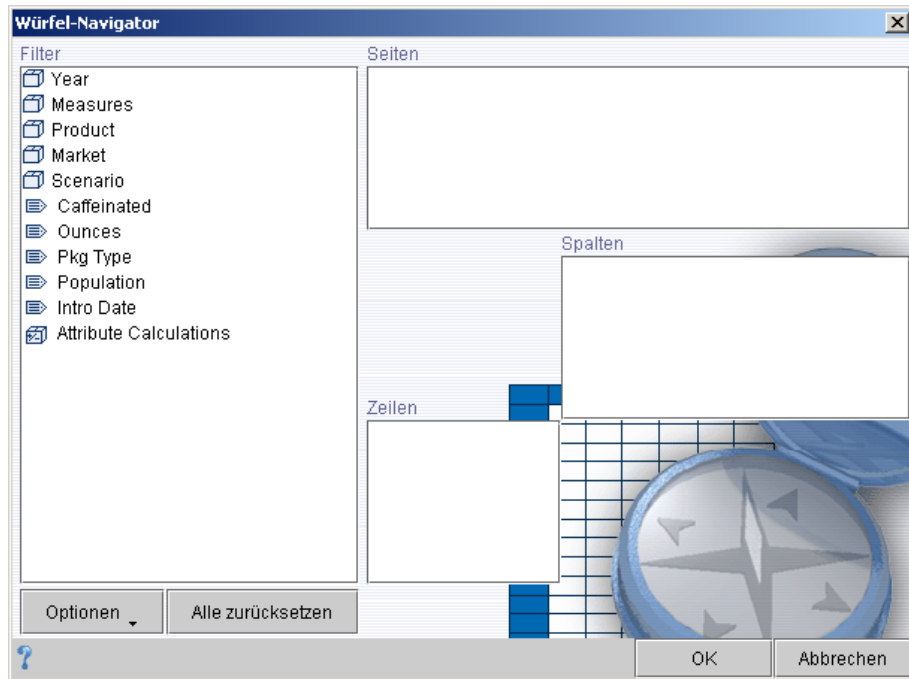 Würfel-Navigator
Filter
Seiten
Year
Measures
Product
Market
Scenario
Caffeinated
Ounces
Pkg Type
Population
Intro Date
Attribute Calculations
Spalten
Zeilen
Optionen
Alle zurücksetzen
?
OK
Abbrechen